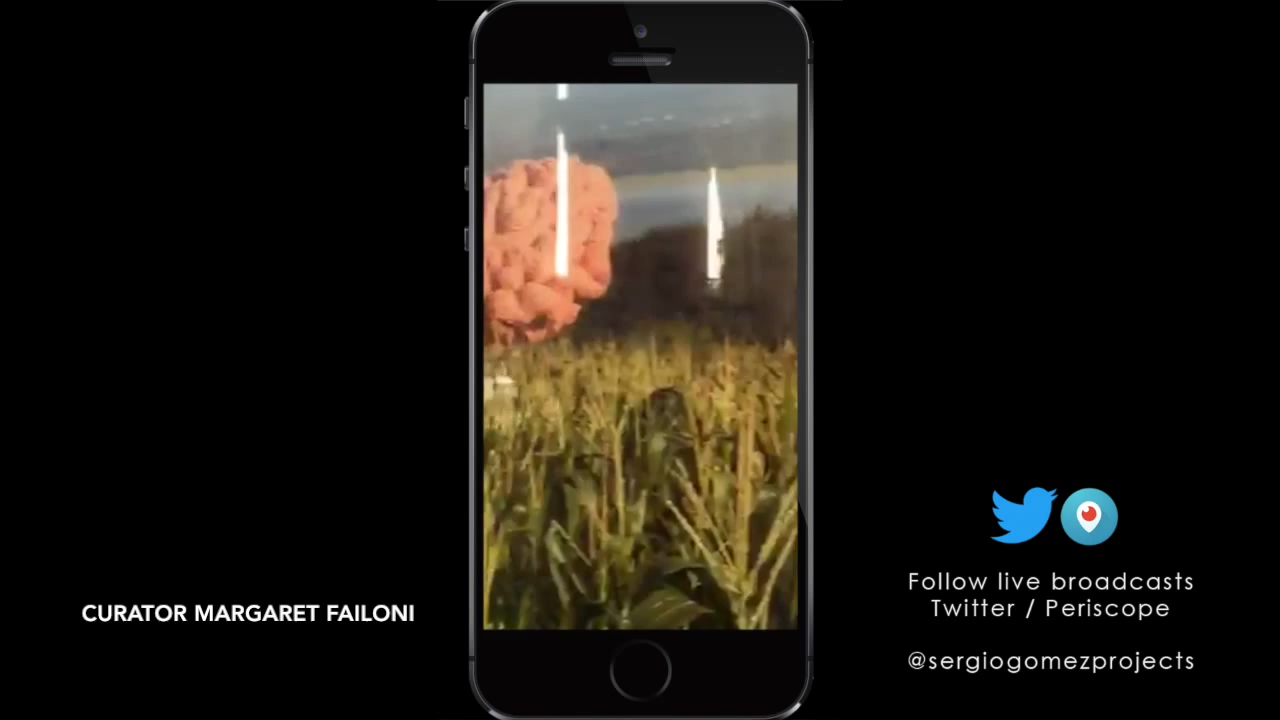 CURATOR MARGARET FAILONI
Follow live broadcasts
Twitter / Periscope
@sergiogomezprojects